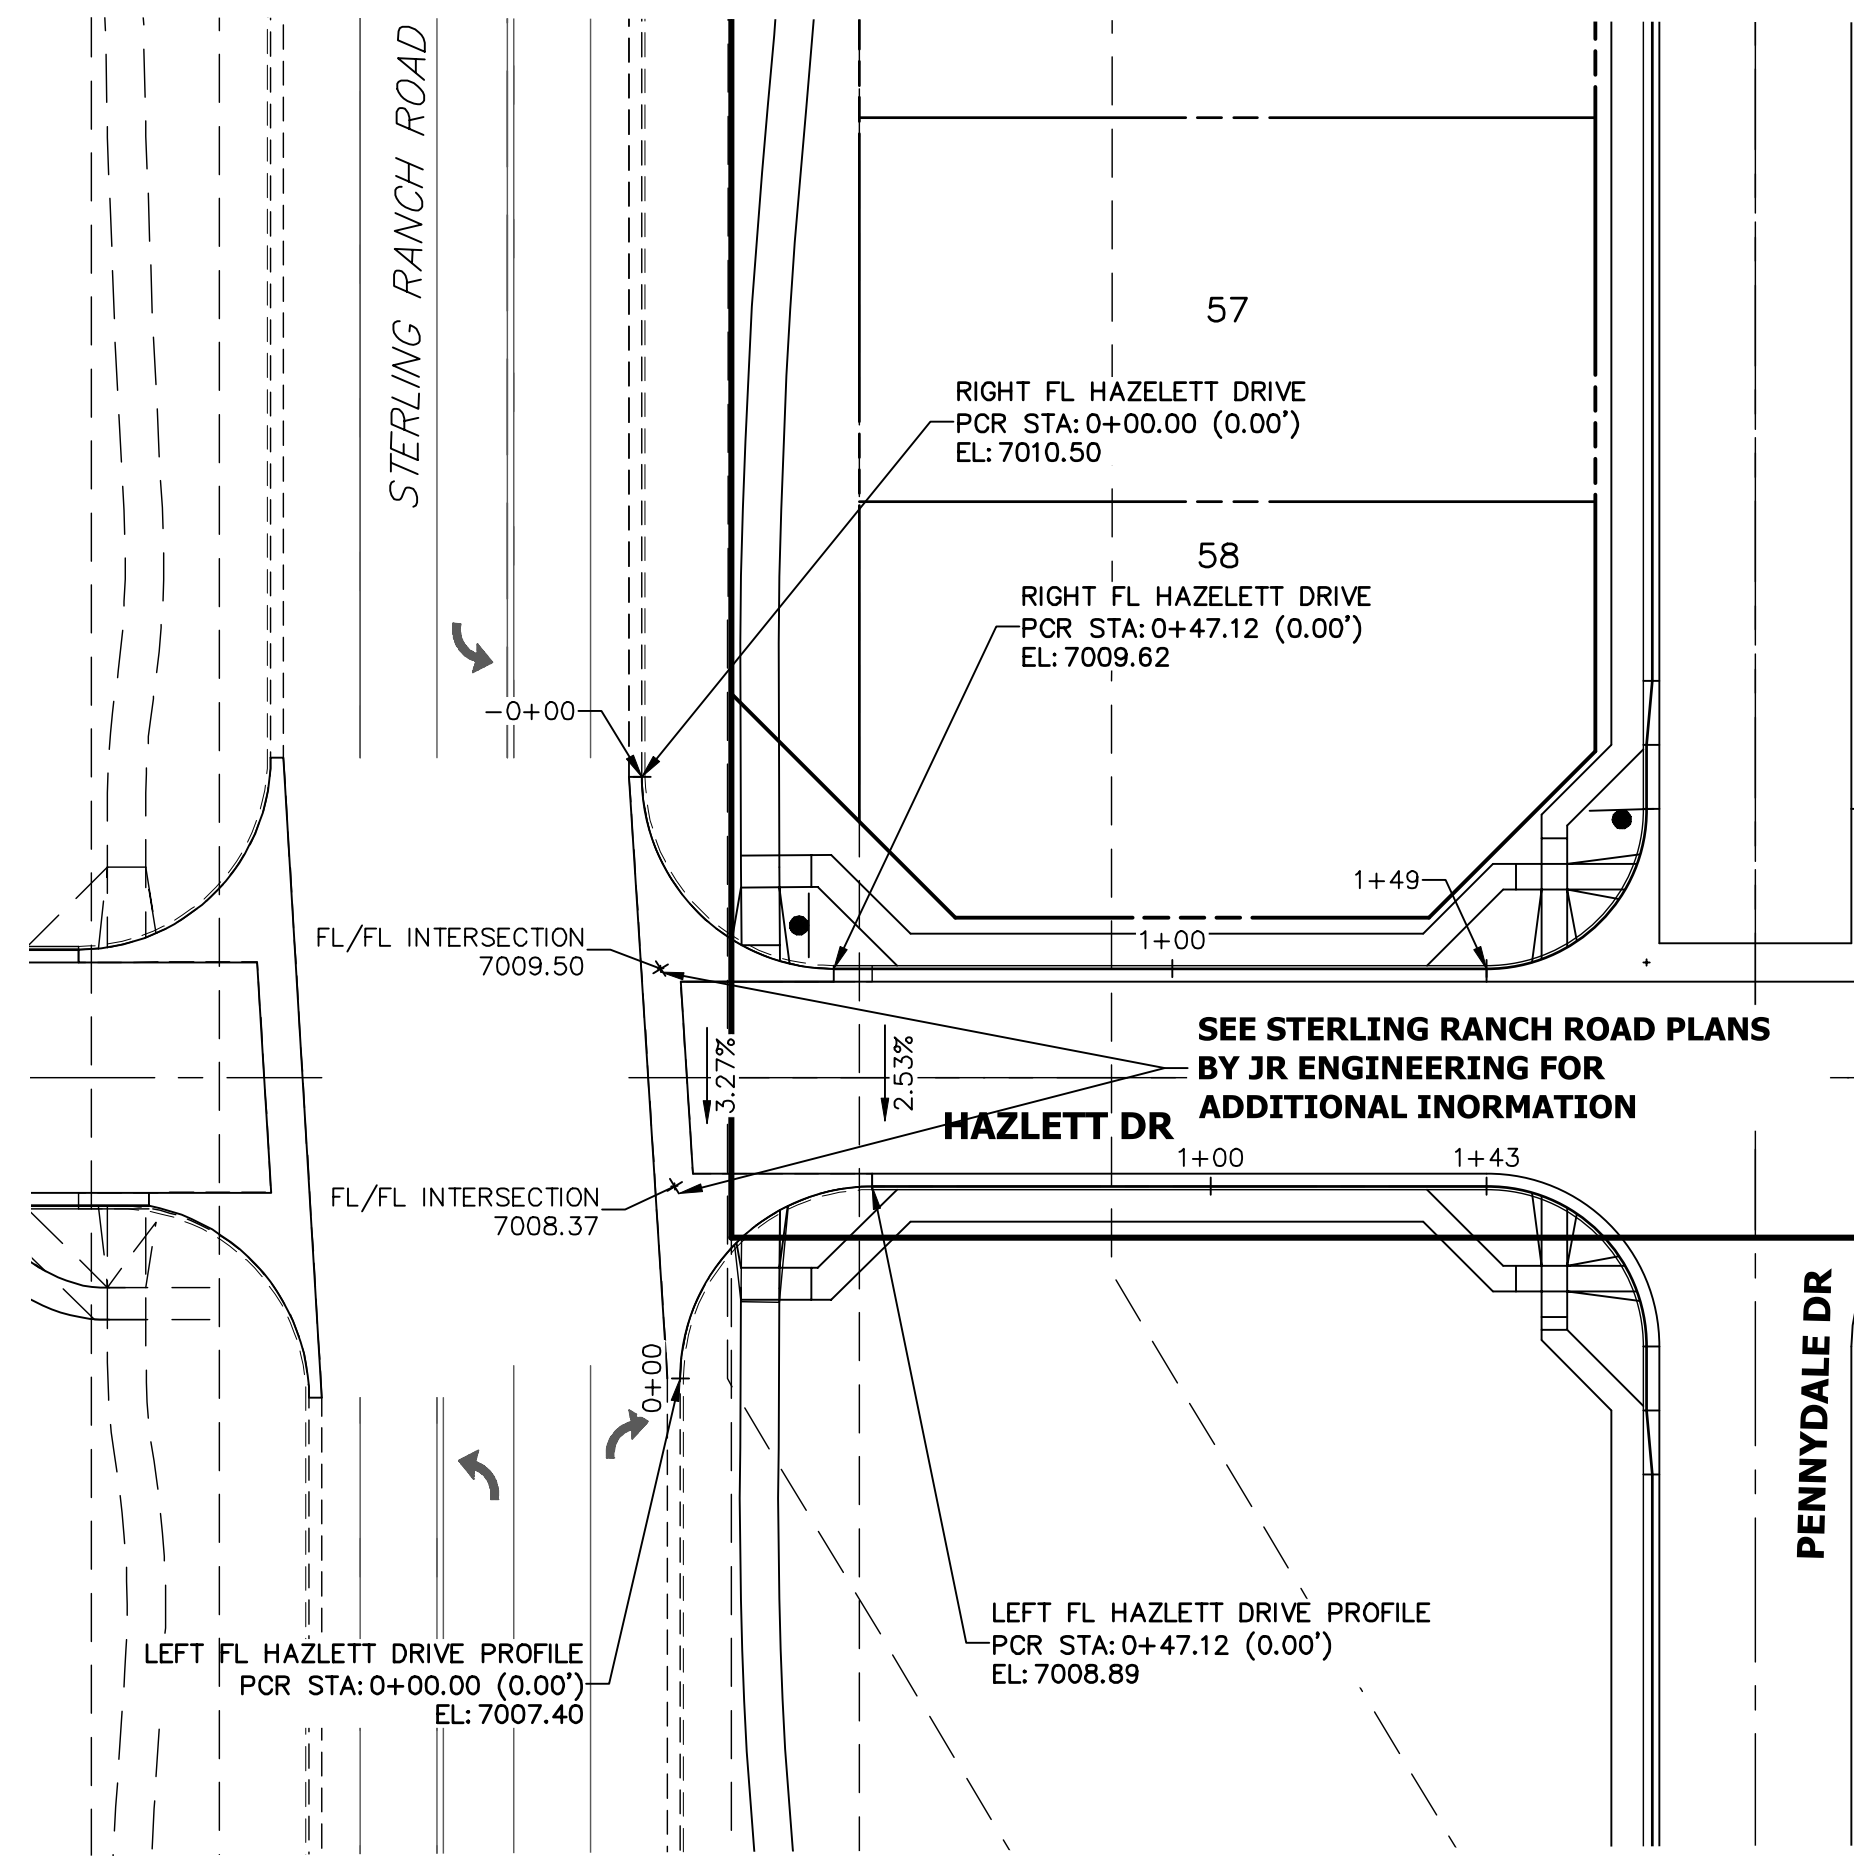 STERLING RANCH ROAD
57
RIGHT FL HAZELETT DRIVE
PCR STA: 0+00.00 (0.00')
EL: 7010.50
58
RIGHT FL HAZELETT DRIVE
PCR STA: 0+47.12 (0.00')
EL: 7009.62
-0+00
1+49
FL/FL INTERSECTION
7009.50
1+00
SEE STERLING RANCH ROAD PLANS
BY JR ENGINEERING FOR
ADDITIONAL INORMATION
3.27%
2.53%
HAZLETT DR
1+00
1+43
FL/FL INTERSECTION
7008.37
0+00
PENNYDALE DR
LEFT FL HAZLETT DRIVE PROFILE
PCR STA: 0+47.12 (0.00')
EL: 7008.89
LEFT FL HAZLETT DRIVE PROFILE
PCR STA: 0+00.00 (0.00')
EL: 7007.40